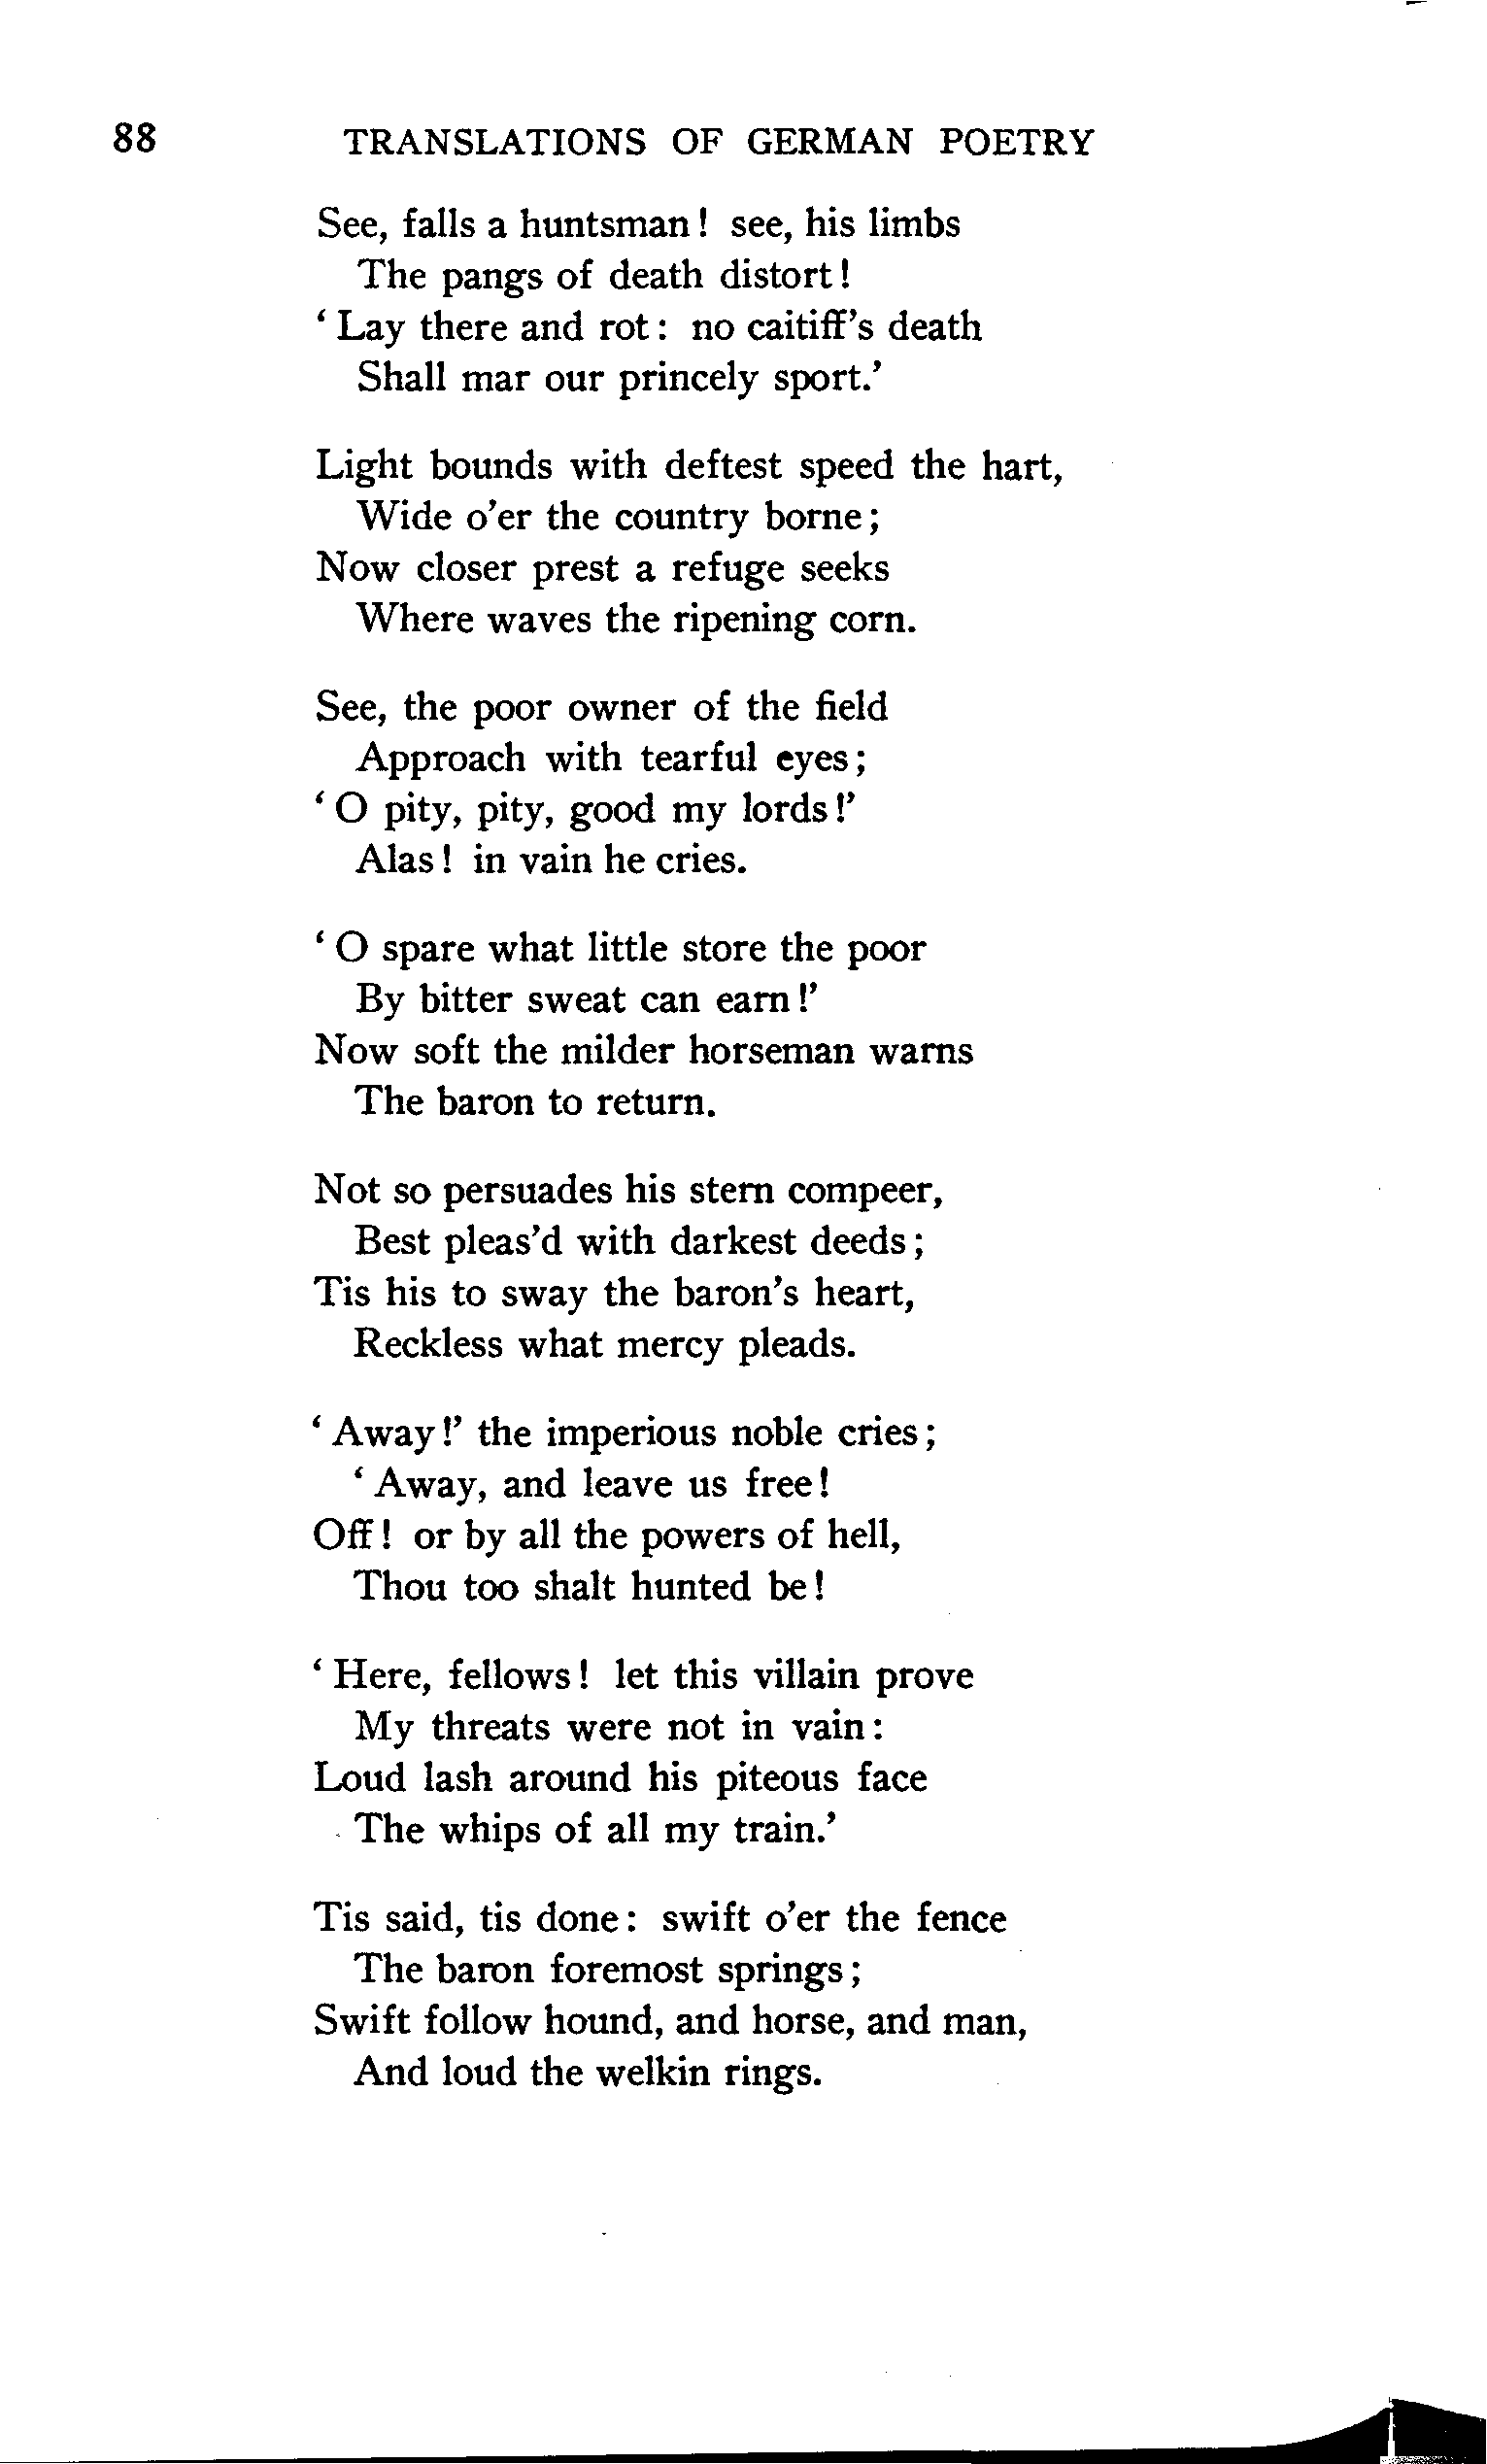 88 TRANSLATIONS OF GERMAN POETRY
See, falls a huntsman! see, his limbs
The pangs of death distort!
‘Lay there and rot: no caitiff’s death
Shall mar our princely sport.’
Light bounds with deftest speed the hart,
Wide o’er the country borne;
Now closer prest a refuge seeks
Where waves the ripening corn.
See, the poor owner of the field
Approach with tearful eyes;
‘O pity, pity, good my lords!’
Alas! in vain he cries.
‘O spare what little store the poor
By bitter sweat can earn!’
Now soft the milder horseman warns
The baron to return.
Not so persuades his stern compeer,
Best pleas’d with darkest deeds;
Tis his to sway the baron’s heart,
Reckless what mercy pleads.
‘Away!’ the imperious noble cries;
‘Away, and leave us free!
Off! or by all the powers of hell,
Thou too shalt hunted be!
‘Here, fellows! let this villain prove
My threats were not in vain:
Loud lash around his piteous face
The whips of all my train.’
Tis said, tis done: swift o’er the fence
The baron foremost springs;
Swift follow hound, and horse, and man,
And loud the welkin rings.